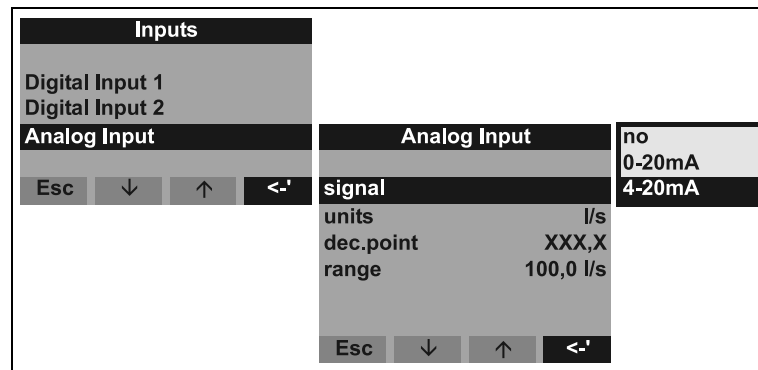 Inputs
Digital Input 1
Digital Input 2
Analog Input
Esc ↓ ↑ <-'
Analog Input
signal
units l/s
dec.point XXX,X
range 100,0 l/s
Esc ↓ ↑ <-'
no
0-20mA
4-20mA